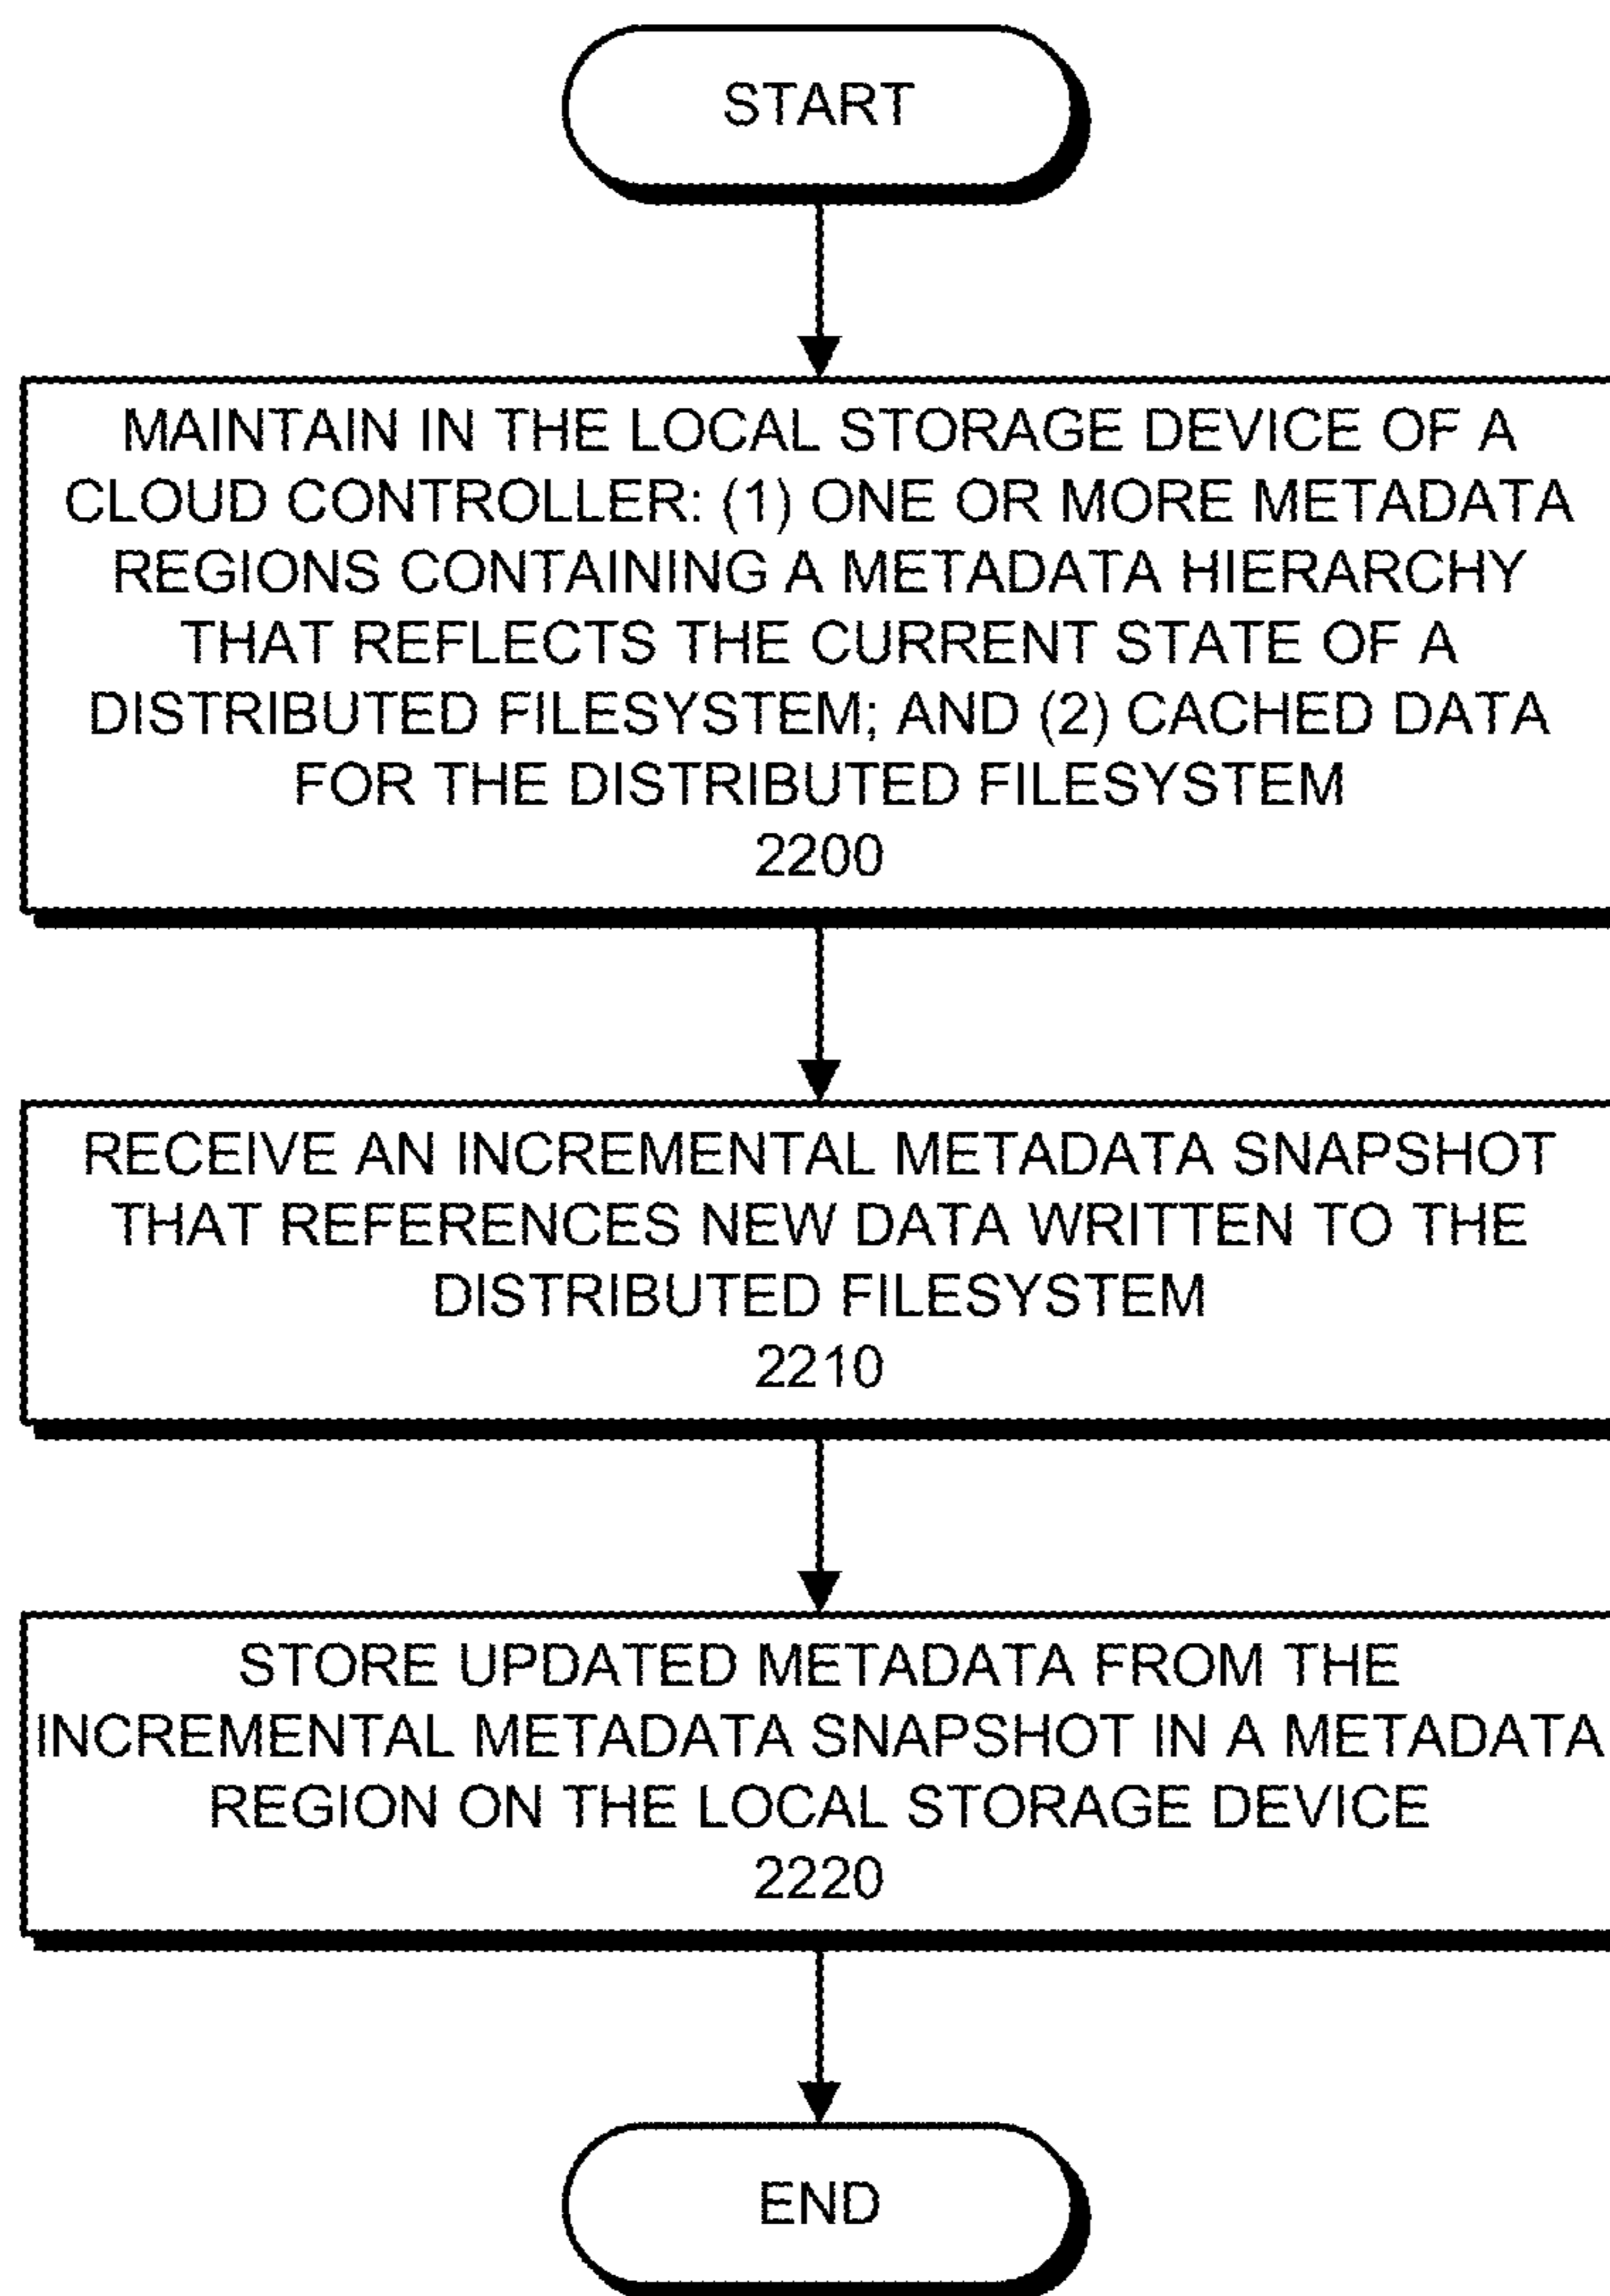 START
MAINTAIN IN THE LOCAL STORAGE DEVICE OF A
CLOUD CONTROLLER: (1) ONE OR MORE METADATA
REGIONS CONTAINING A METADATA HIERARCHY
THAT REFLECTS THE CURRENT STATE OF A
DISTRIBUTED FILESYSTEM; AND (2) CACHED DATA
FOR THE DISTRIBUTED FILESYSTEM
2200
RECEIVE AN INCREMENTAL METADATA SNAPSHOT
THAT REFERENCES NEW DATA WRITTEN TO THE
DISTRIBUTED FILESYSTEM
2210
STORE UPDATED METADATA FROM THE
INCREMENTAL METADATA SNAPSHOT IN A METADATA
REGION ON THE LOCAL STORAGE DEVICE
2220
END